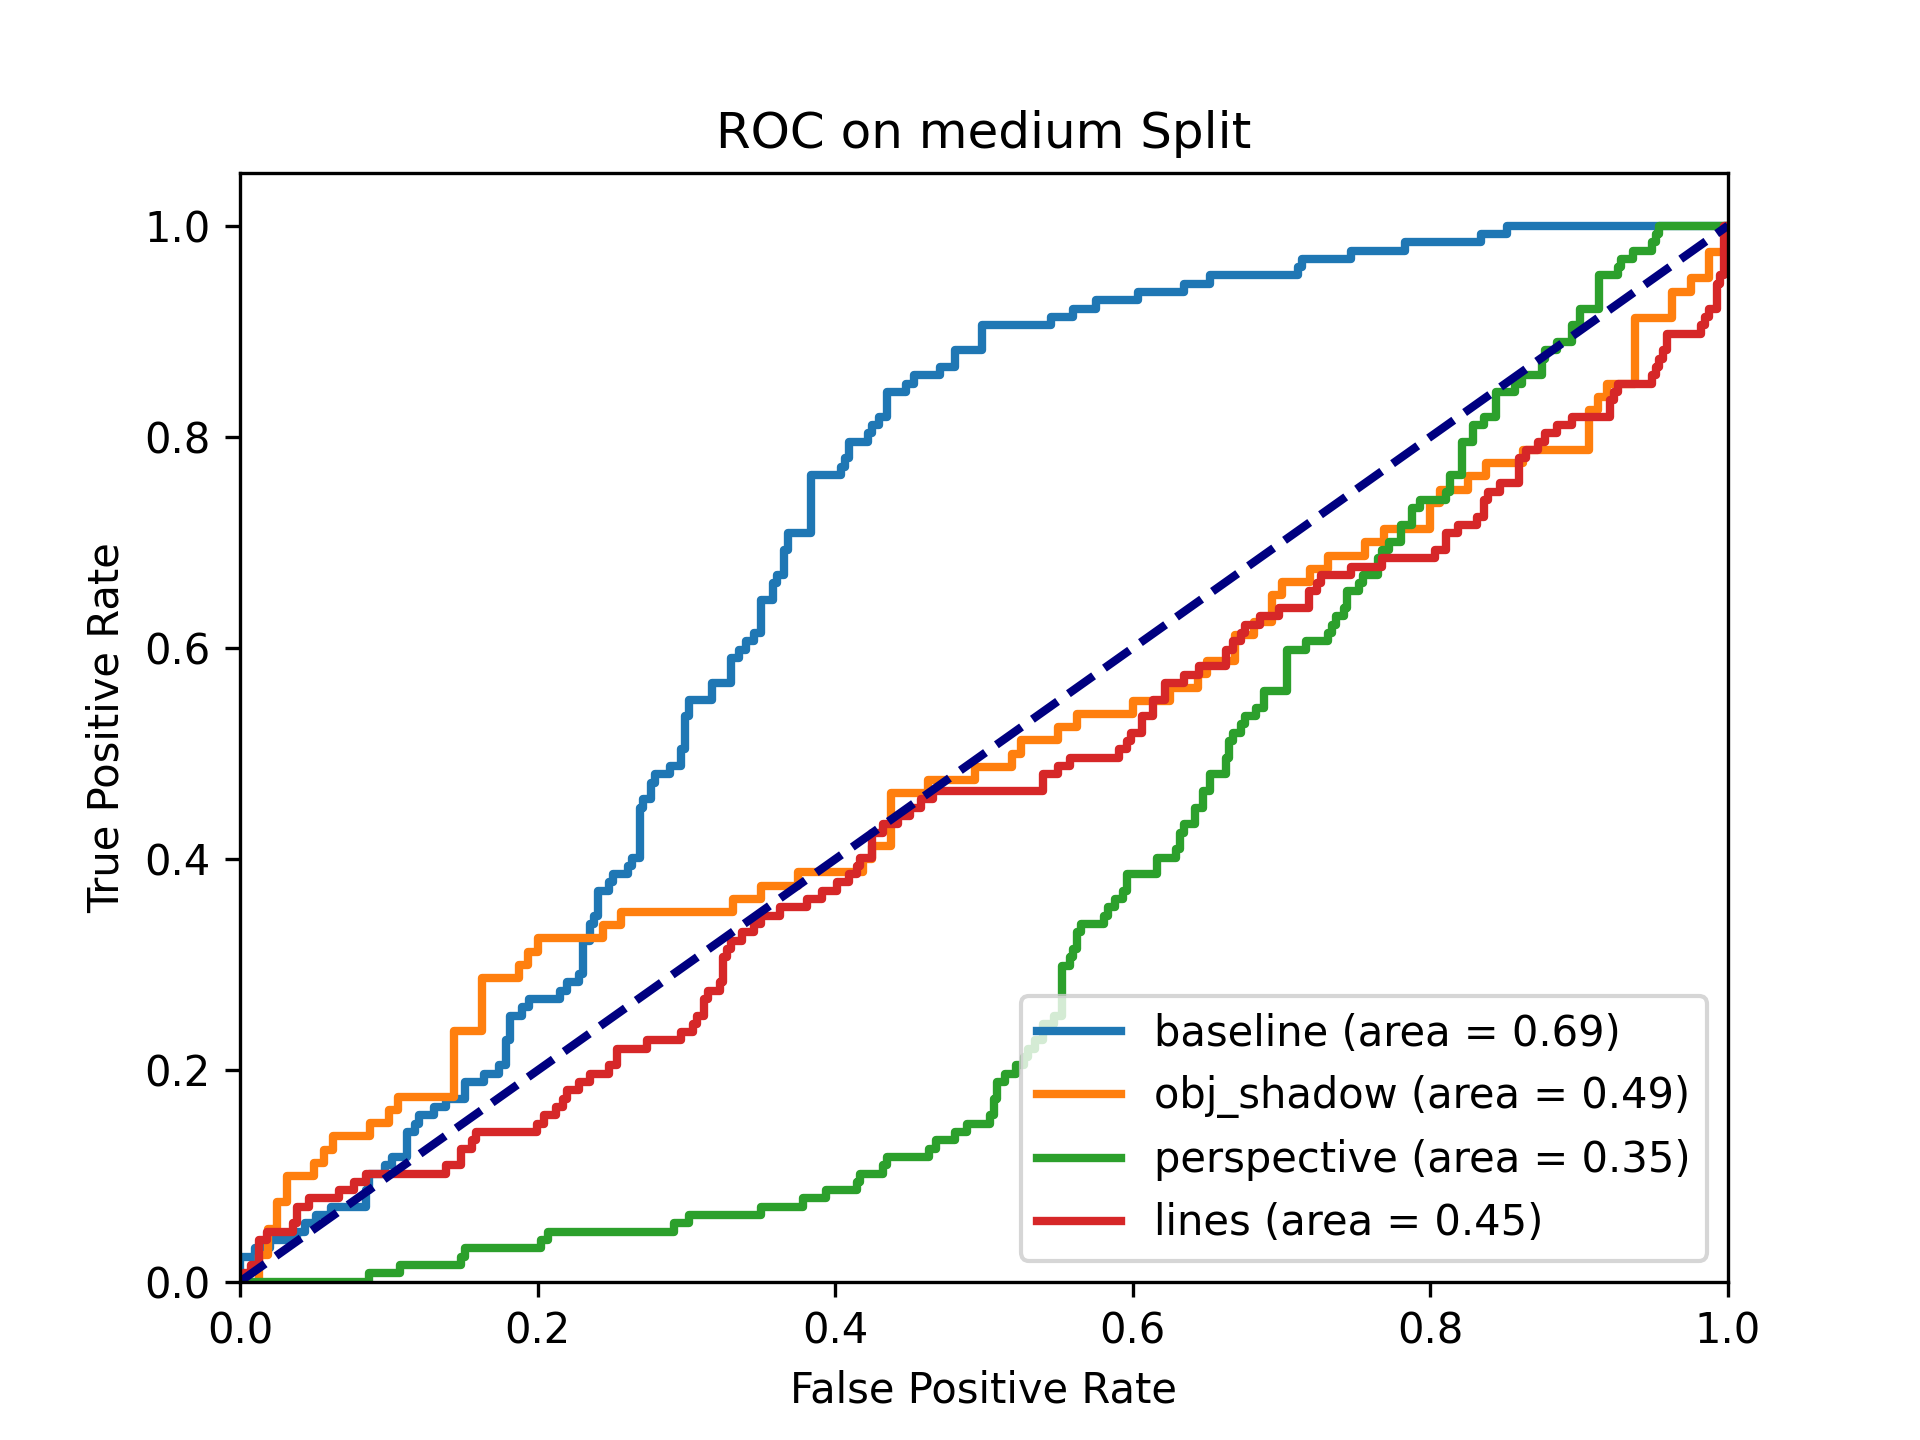 ROC on medium Split
True Positive Rate
1.0
0.8
0.6
0.4
0.2
0.0
baseline (area = 0.69)
obj_shadow (area = 0.49)
perspective (area = 0.35)
lines (area = 0.45)
0.0 0.2 0.4 0.6 0.8 1.0
False Positive Rate